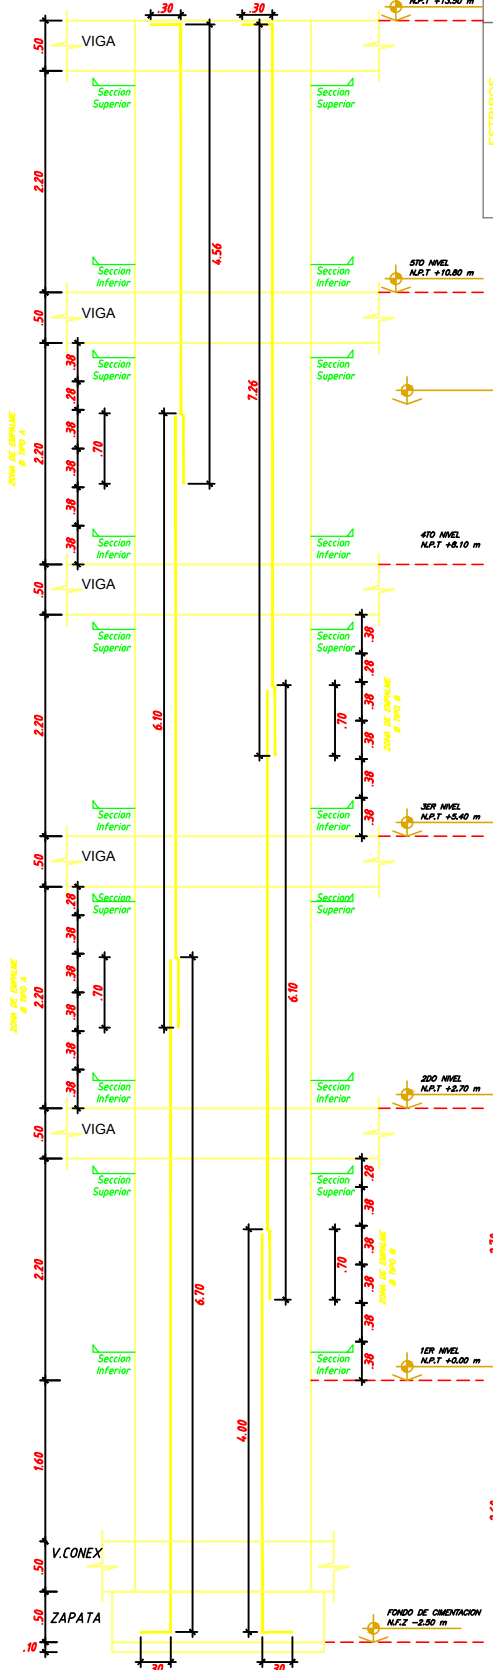 .30
.30
N.P.T +13.50 m
.50
VIGA
ESTRIBOS
Seccion
Superior
Seccion
Superior
2.20
4.56
Seccion
Inferior
Seccion
Inferior
5TO NIVEL
N.P.T +10.80 m
.50
VIGA
Seccion
Superior
Seccion
Superior
.38
.28
.38
.38
.38
.38
2.20
ZONA DE EMPALME
Ø TIPO A
.70
7.26
Seccion
Inferior
Seccion
Inferior
4TO NIVEL
N.P.T +8.10 m
.50
VIGA
Seccion
Superior
Seccion
Superior
.38
.28
.38
.38
.38
.38
2.20
6.10
.70
ZONA DE EMPALME
Ø TIPO B
Seccion
Inferior
Seccion
Inferior
3ER NIVEL
N.P.T +5.40 m
.50
VIGA
Seccion
Superior
Seccion
Superior
.28
.38
.38
.38
.38
.38
2.20
ZONA DE EMPALME
Ø TIPO A
.70
6.10
Seccion
Inferior
Seccion
Inferior
2DO NIVEL
N.P.T +2.70 m
.50
VIGA
Seccion
Superior
Seccion
Superior
.28
.38
.38
.38
.38
.38
2.20
6.70
.70
ZONA DE EMPALME
Ø TIPO B
Seccion
Inferior
Seccion
Inferior
1ER NIVEL
N.P.T +0.00 m
4.00
1.60
V.CONEX
.50
ZAPATA
.50
FONDO DE CIMENTACION
N.F.Z -2.50 m
.10
.30
.30